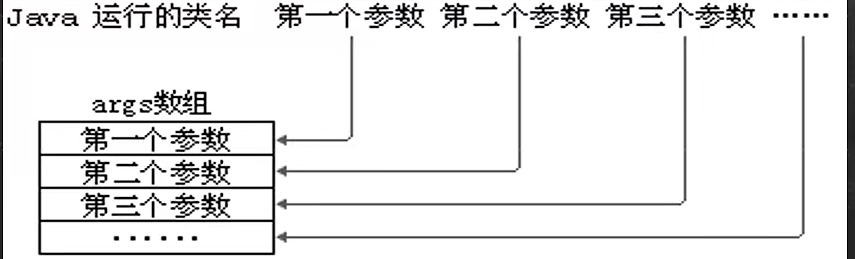 Java 运行的类名 第一个参数 第二个参数 第三个参数 ……
args数组
第一个参数
第二个参数
第三个参数
……